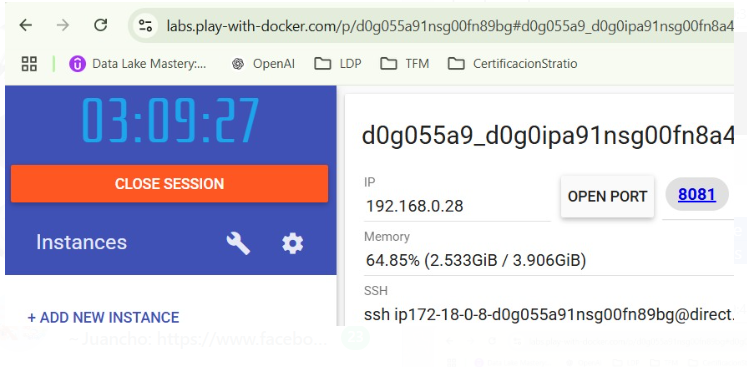 labs.play-with-docker.com/p/d0g055a91nsg00fn89bg#d0g055a9_d0g0ipa91nsg00fn8a4
Data Lake Mastery:... OpenAI LDP TFM CertificacionStratio
03:09:27
CLOSE SESSION
Instances
+ ADD NEW INSTANCE
d0g055a9_d0g0ipa91nsg00fn8a4
IP
192.168.0.28
OPEN PORT
8081
Memory
64.85% (2.533GiB / 3.906GiB)
SSH
ssh ip172-18-0-8-d0g055a91nsg00fn89bg@direct.
- Juancho: https://www.facebo...
23